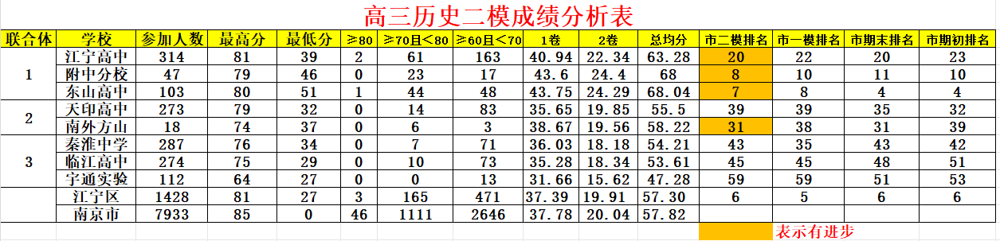 高三历史二模成绩分析表
联合体 学校 参加人数 最高分 最低分 ≥80 ≥70且＜80 ≥60且＜70 1卷 2卷 总均分 市二模排名 市一模排名 市期末排名 市期初排名
1 江宁高中 314 81 39 2 61 163 40.94 22.34 63.28 20 22 20 23
附中分校 47 79 46 0 23 17 43.6 24.4 68 8 10 11 10
东山高中 103 80 51 1 44 48 43.75 24.29 68.04 7 8 4 4
2 天印高中 273 79 32 0 14 83 35.65 19.85 55.5 39 39 35 32
南外方山 18 74 37 0 6 3 38.67 19.56 58.22 31 38 31 39
3 秦淮中学 287 76 34 0 7 71 36.03 18.18 54.21 43 35 43 42
临江高中 274 75 29 0 10 73 35.28 18.34 53.61 45 45 48 51
宇通实验 112 64 27 0 0 13 31.66 15.62 47.28 59 59 51 53
江宁区 1428 81 27 3 165 471 37.39 19.91 57.30 6 5 6 6
南京市 7933 85 0 46 1111 2646 37.78 20.04 57.82
表示有进步